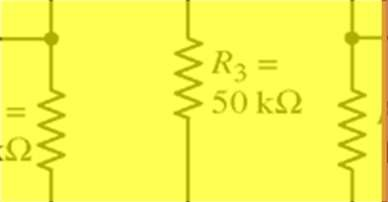 R₃ =
50 kΩ
=
Ω